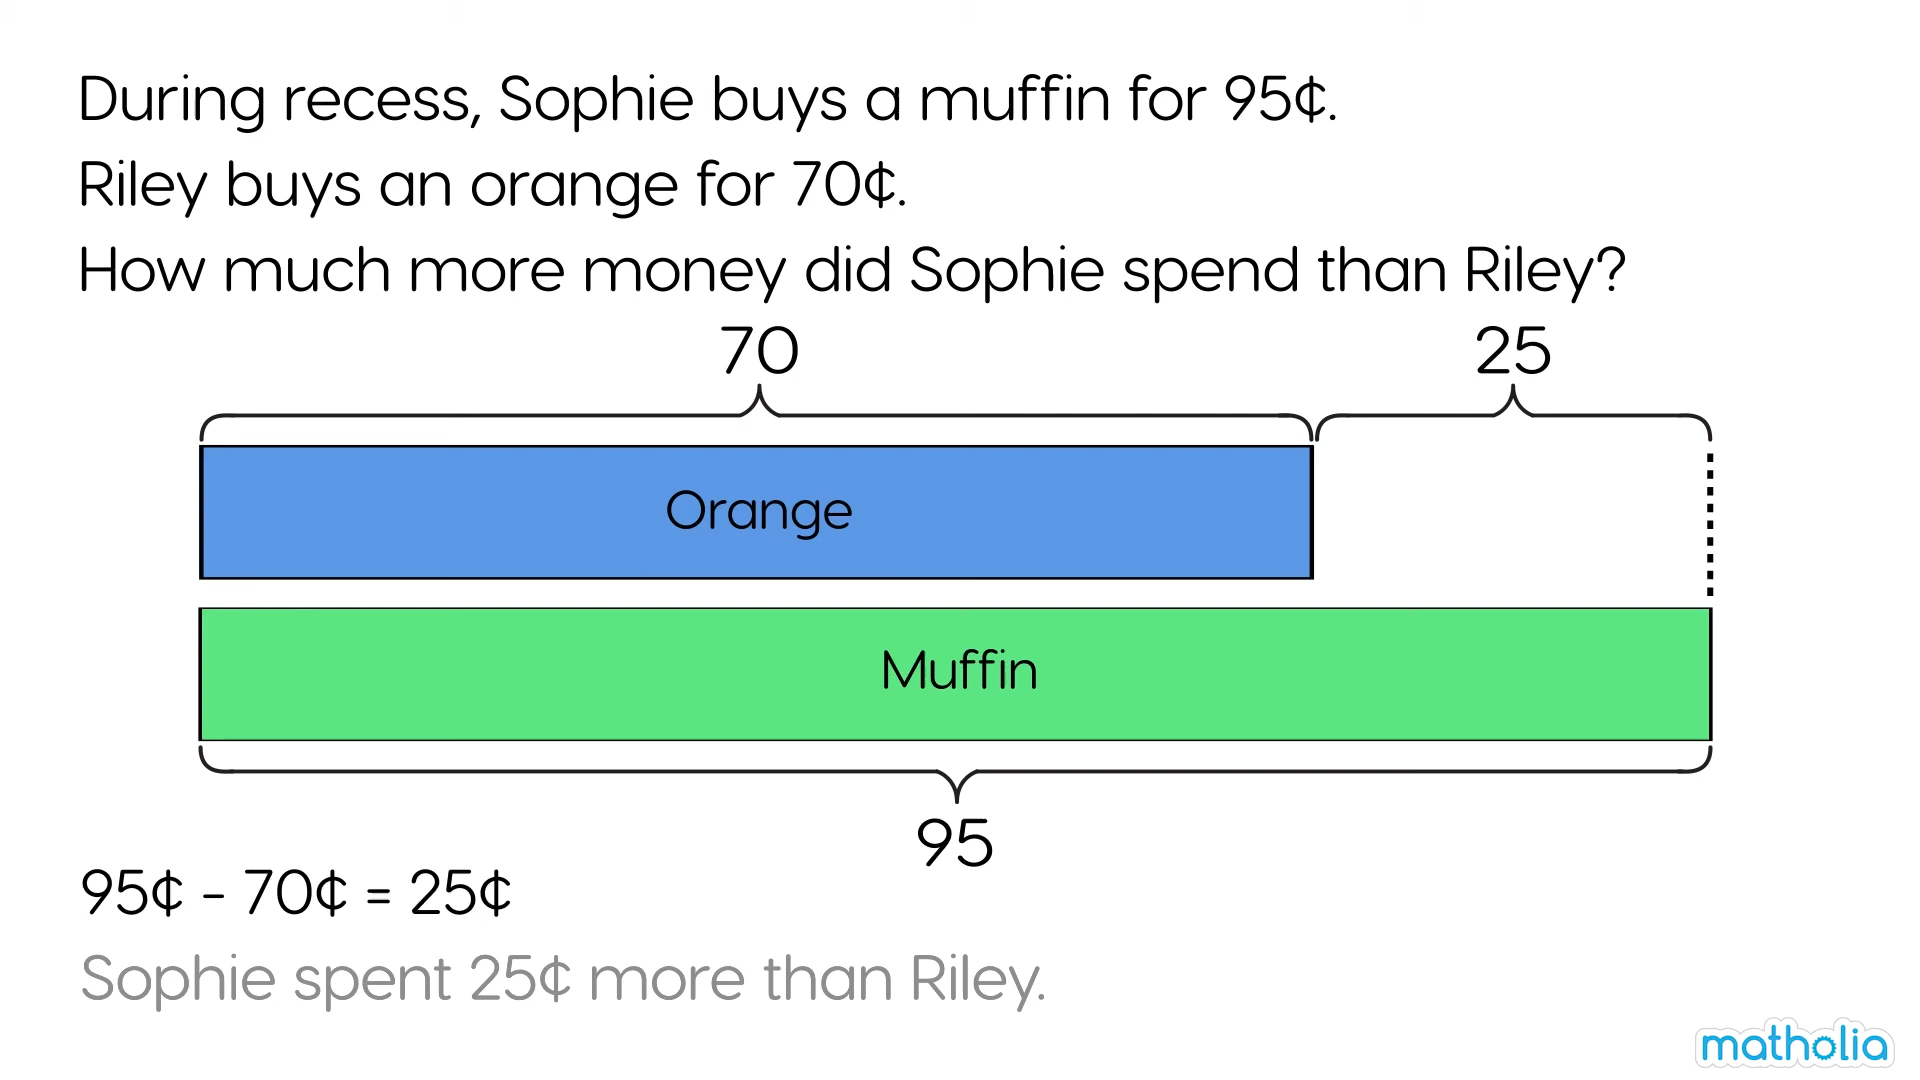 During recess, Sophie buys a muffin for 95¢.
Riley buys an orange for 70¢.
How much more money did Sophie spend than Riley?
70 25
Orange
Muffin
95
95¢ - 70¢ = 25¢
Sophie spent 25¢ more than Riley.
matholia